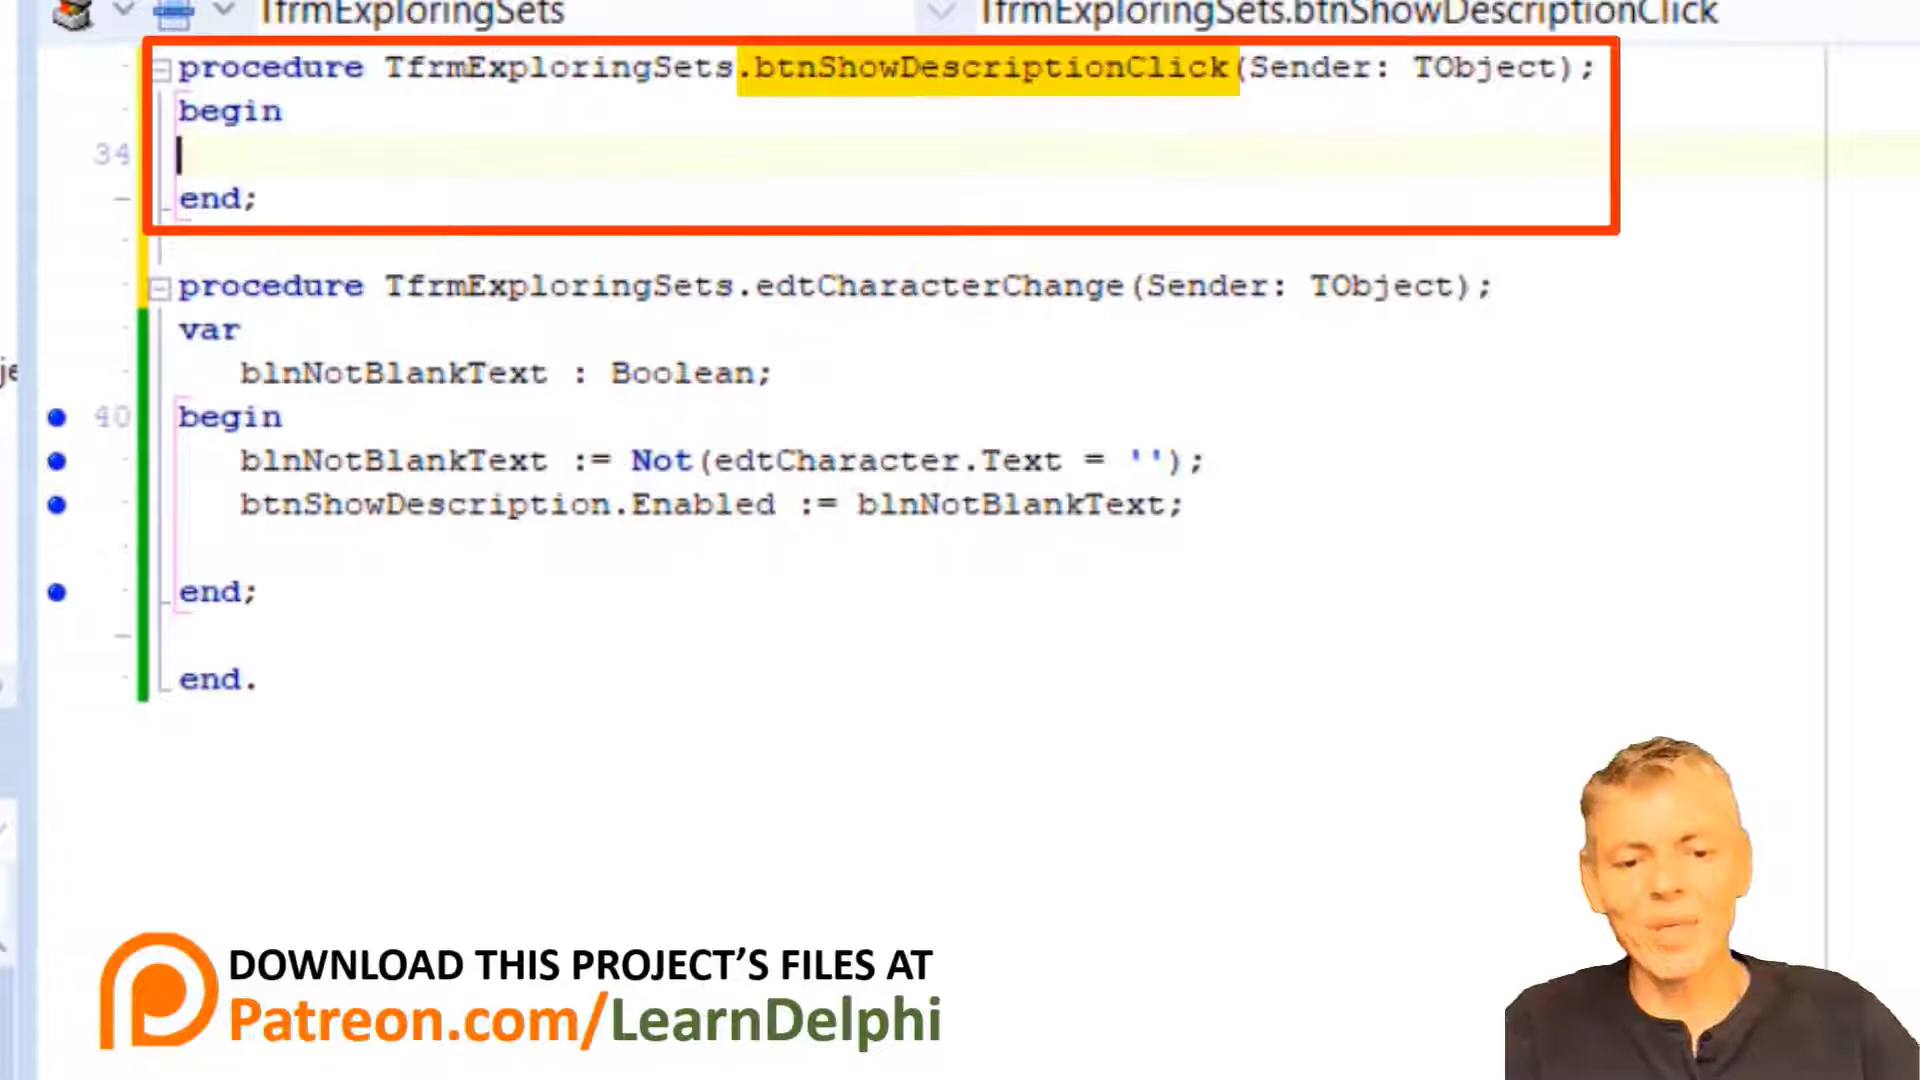 TfrmExploringSets
TfrmExploringSets.btnShowDescriptionClick
procedure TfrmExploringSets.btnShowDescriptionClick(Sender: TObject);
begin
34
end;
procedure TfrmExploringSets.edtCharacterChange(Sender: TObject);
var
blnNotBlankText : Boolean;
40 begin
blnNotBlankText := Not(edtCharacter.Text = '');
btnShowDescription.Enabled := blnNotBlankText;
end;
end.
DOWNLOAD THIS PROJECT'S FILES AT
Patreon.com/LearnDelphi